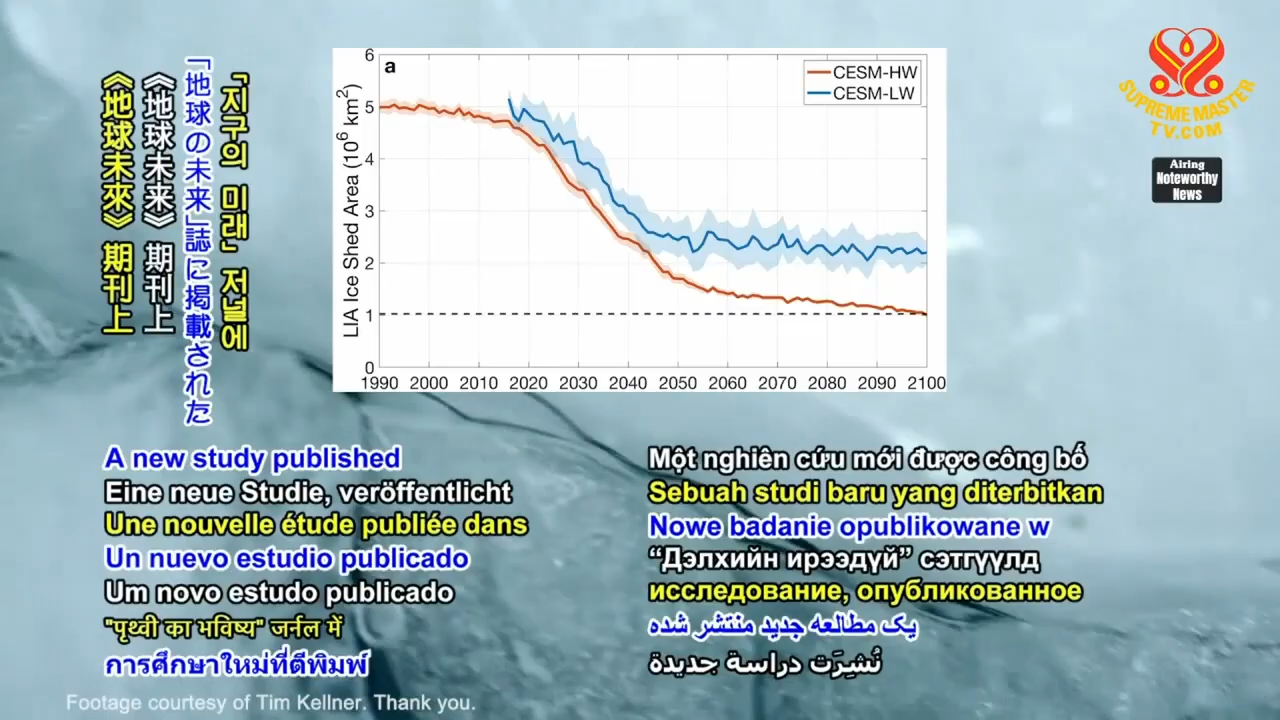 《地球未來》期刊上
《地球未来》期刊上
「地球の未来」誌に掲載された
「지구의 미래」 저널에
a
CESM-HW
CESM-LW
LIA Ice Shed Area (10⁶ km²)
6
5
4
3
2
1
0
1990 2000 2010 2020 2030 2040 2050 2060 2070 2080 2090 2100
SUPREME MASTER
TV.COM
Airing
Noteworthy
News
A new study published
Eine neue Studie, veröffentlicht
Une nouvelle étude publiée dans
Un nuevo estudio publicado
Um novo estudo publicado
"पृथ्वी का भविष्य" जर्नल में
การศึกษาใหม่ที่ตีพิมพ์
Một nghiên cứu mới được công bố
Sebuah studi baru yang diterbitkan
Nowe badanie opublikowane w
“Дэлхийн ирээдүй” сэтгүүлд
исследование, опубликованное
یک مطالعه جدید منتشر شده
نُشِرَت دراسة جديدة
Footage courtesy of Tim Kellner. Thank you.